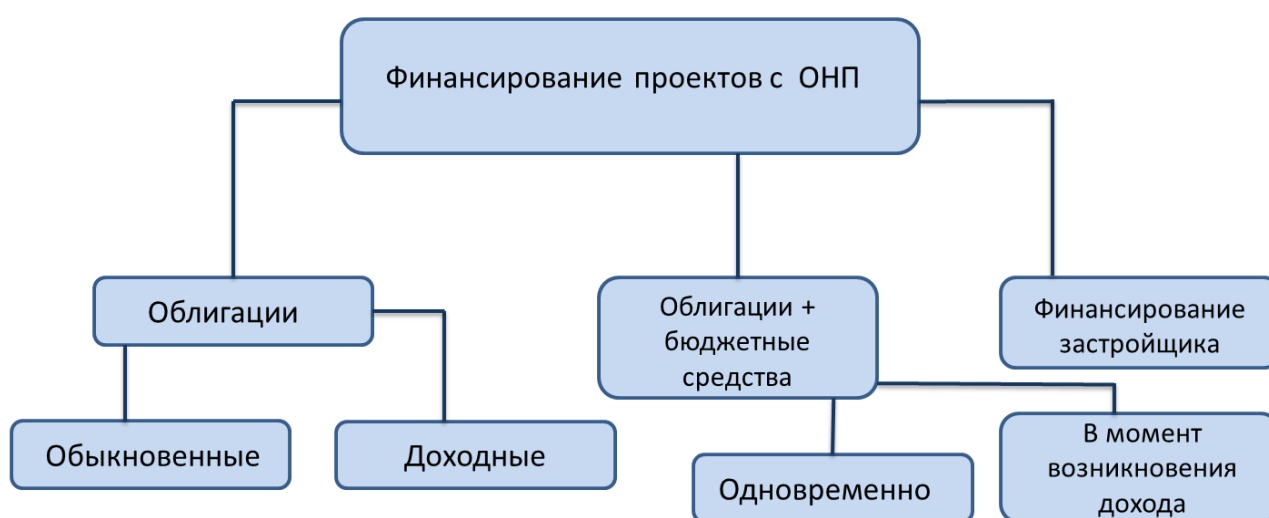 Финансирование проектов с ОНП
Облигации
Облигации +
бюджетные
средства
Финансирование
застройщика
Обыкновенные
Доходные
Одновременно
В момент
возникновения
дохода